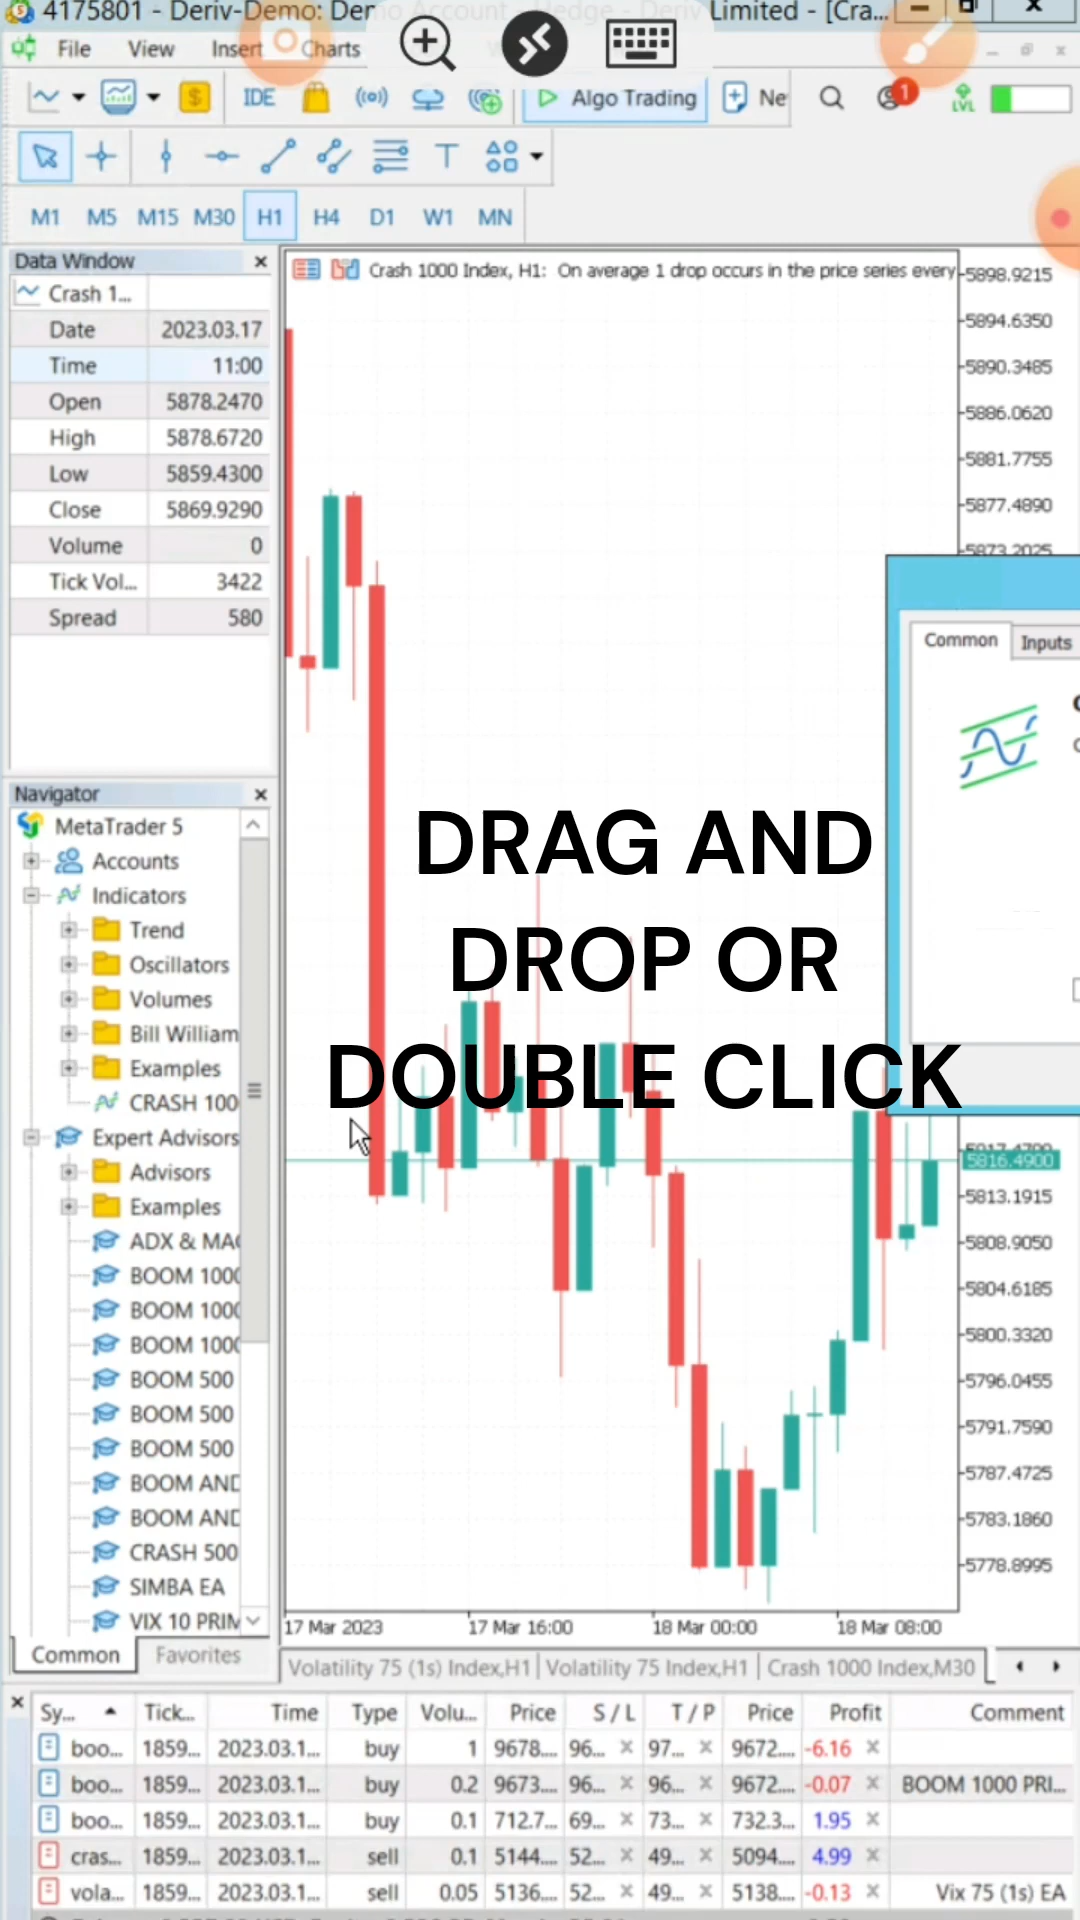 4175801 - Deriv-Demo: Demo Account - Hedge - Deriv Limited - [Cra...
File View Insert Charts
IDE Algo Trading Ne 1 LVL
M1 M5 M15 M30 H1 H4 D1 W1 MN
Data Window
Crash 1...
Date 2023.03.17
Time 11:00
Open 5878.2470
High 5878.6720
Low 5859.4300
Close 5869.9290
Volume 0
Tick Vol... 3422
Spread 580
Crash 1000 Index, H1: On average 1 drop occurs in the price series every
5898.9215
5894.6350
5890.3485
5886.0620
5881.7755
5877.4890
5873.2025
Common Inputs
DRAG AND
DROP OR
DOUBLE CLICK
5816.4900
5813.1915
5808.9050
5804.6185
5800.3320
5796.0455
5791.7590
5787.4725
5783.1860
5778.8995
17 Mar 2023 17 Mar 16:00 18 Mar 00:00 18 Mar 08:00
Navigator
MetaTrader 5
Accounts
Indicators
Trend
Oscillators
Volumes
Bill William
Examples
CRASH 100
Expert Advisors
Advisors
Examples
ADX & MA
BOOM 1000
BOOM 1000
BOOM 1000
BOOM 500
BOOM 500
BOOM 500
BOOM AND
BOOM AND
CRASH 500
SIMBA EA
VIX 10 PRIM
Common Favorites
Volatility 75 (1s) Index,H1 Volatility 75 Index,H1 Crash 1000 Index,M30
Sy... Tick... Time Type Volu... Price S / L T / P Price Profit Comment
boo... 1859... 2023.03.1... buy 1 9678.... 96... 97... 9672.... -6.16
boo... 1859... 2023.03.1... buy 0.2 9673.... 96... 96... 9672.... -0.07 BOOM 1000 PRI...
boo... 1859... 2023.03.1... buy 0.1 712.7... 69... 73... 732.3... 1.95
cras... 1859... 2023.03.1... sell 0.1 5144.... 52... 49... 5094.... 4.99
vola... 1859... 2023.03.1... sell 0.05 5136.... 52... 49... 5138.... -0.13 Vix 75 (1s) EA